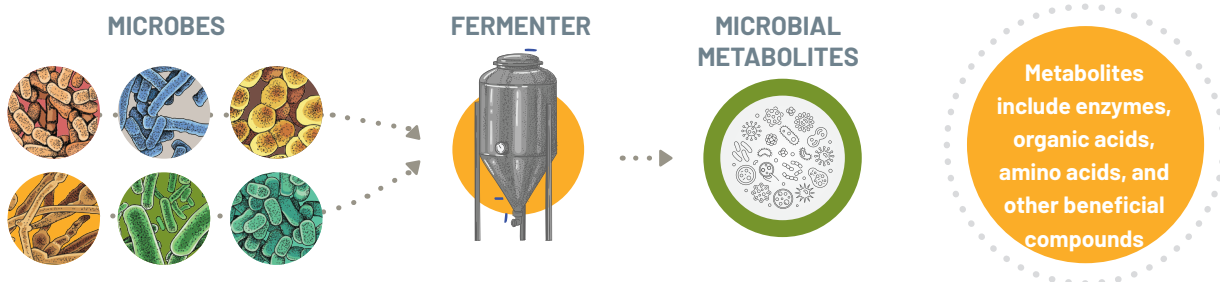 MICROBES
FERMENTER
MICROBIAL
METABOLITES
Metabolites
include enzymes,
organic acids,
amino acids, and
other beneficial
compounds